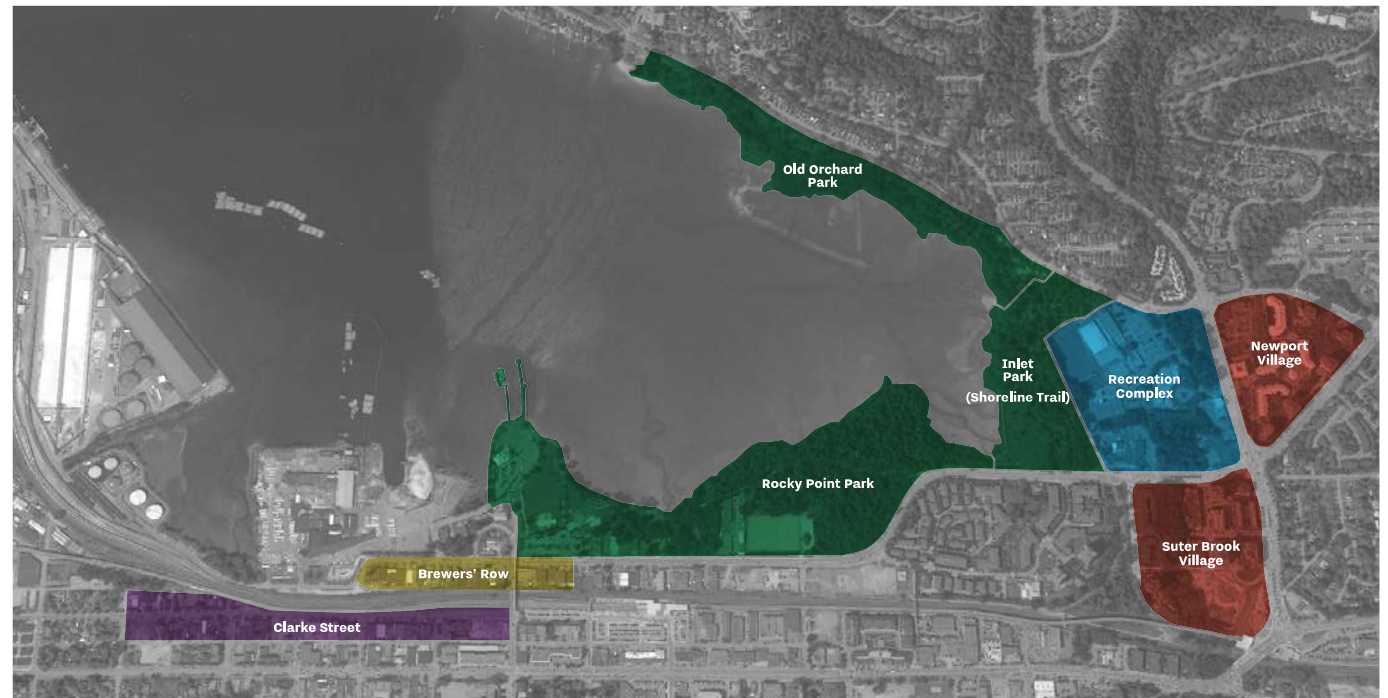 Old Orchard
Park
Newport
Village
Inlet
Park
(Shoreline Trail)
Recreation
Complex
Rocky Point Park
Suter Brook
Village
Brewers’ Row
Clarke Street